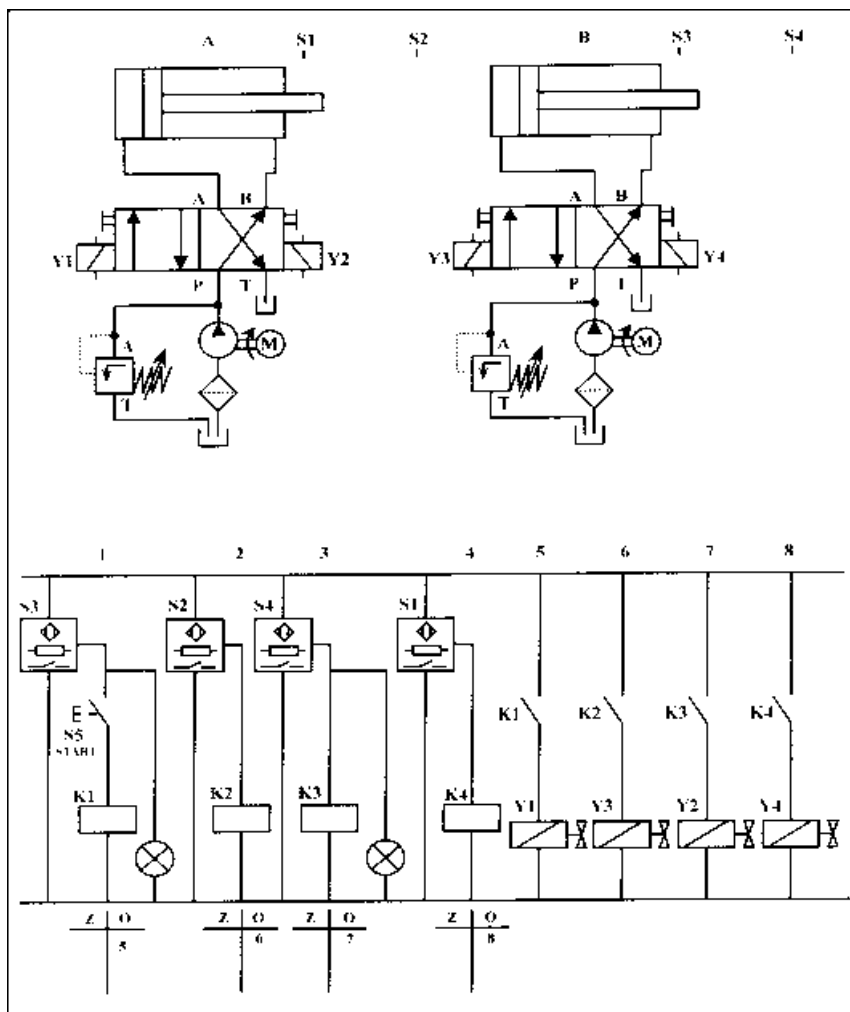 A S1 S2 B S3 S4
A B A B
Y1 Y2 Y3 Y4
P T P T
M M
A A
T T
1 2 3 4 5 6 7 8
S3 S2 S4 S1
K1 K2 K3 K4
E
S5
START
K1 K2 K3 K4
Y1 Y3 Y2 Y4
Z O Z O Z O Z O
5 6 7 8